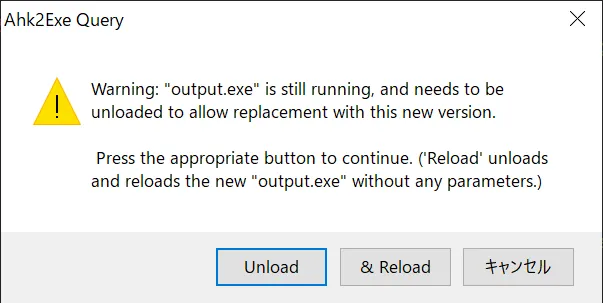 Ahk2Exe Query
Warning: "output.exe" is still running, and needs to be
unloaded to allow replacement with this new version.
Press the appropriate button to continue. ('Reload' unloads
and reloads the new "output.exe" without any parameters.)
Unload
& Reload
キャンセル